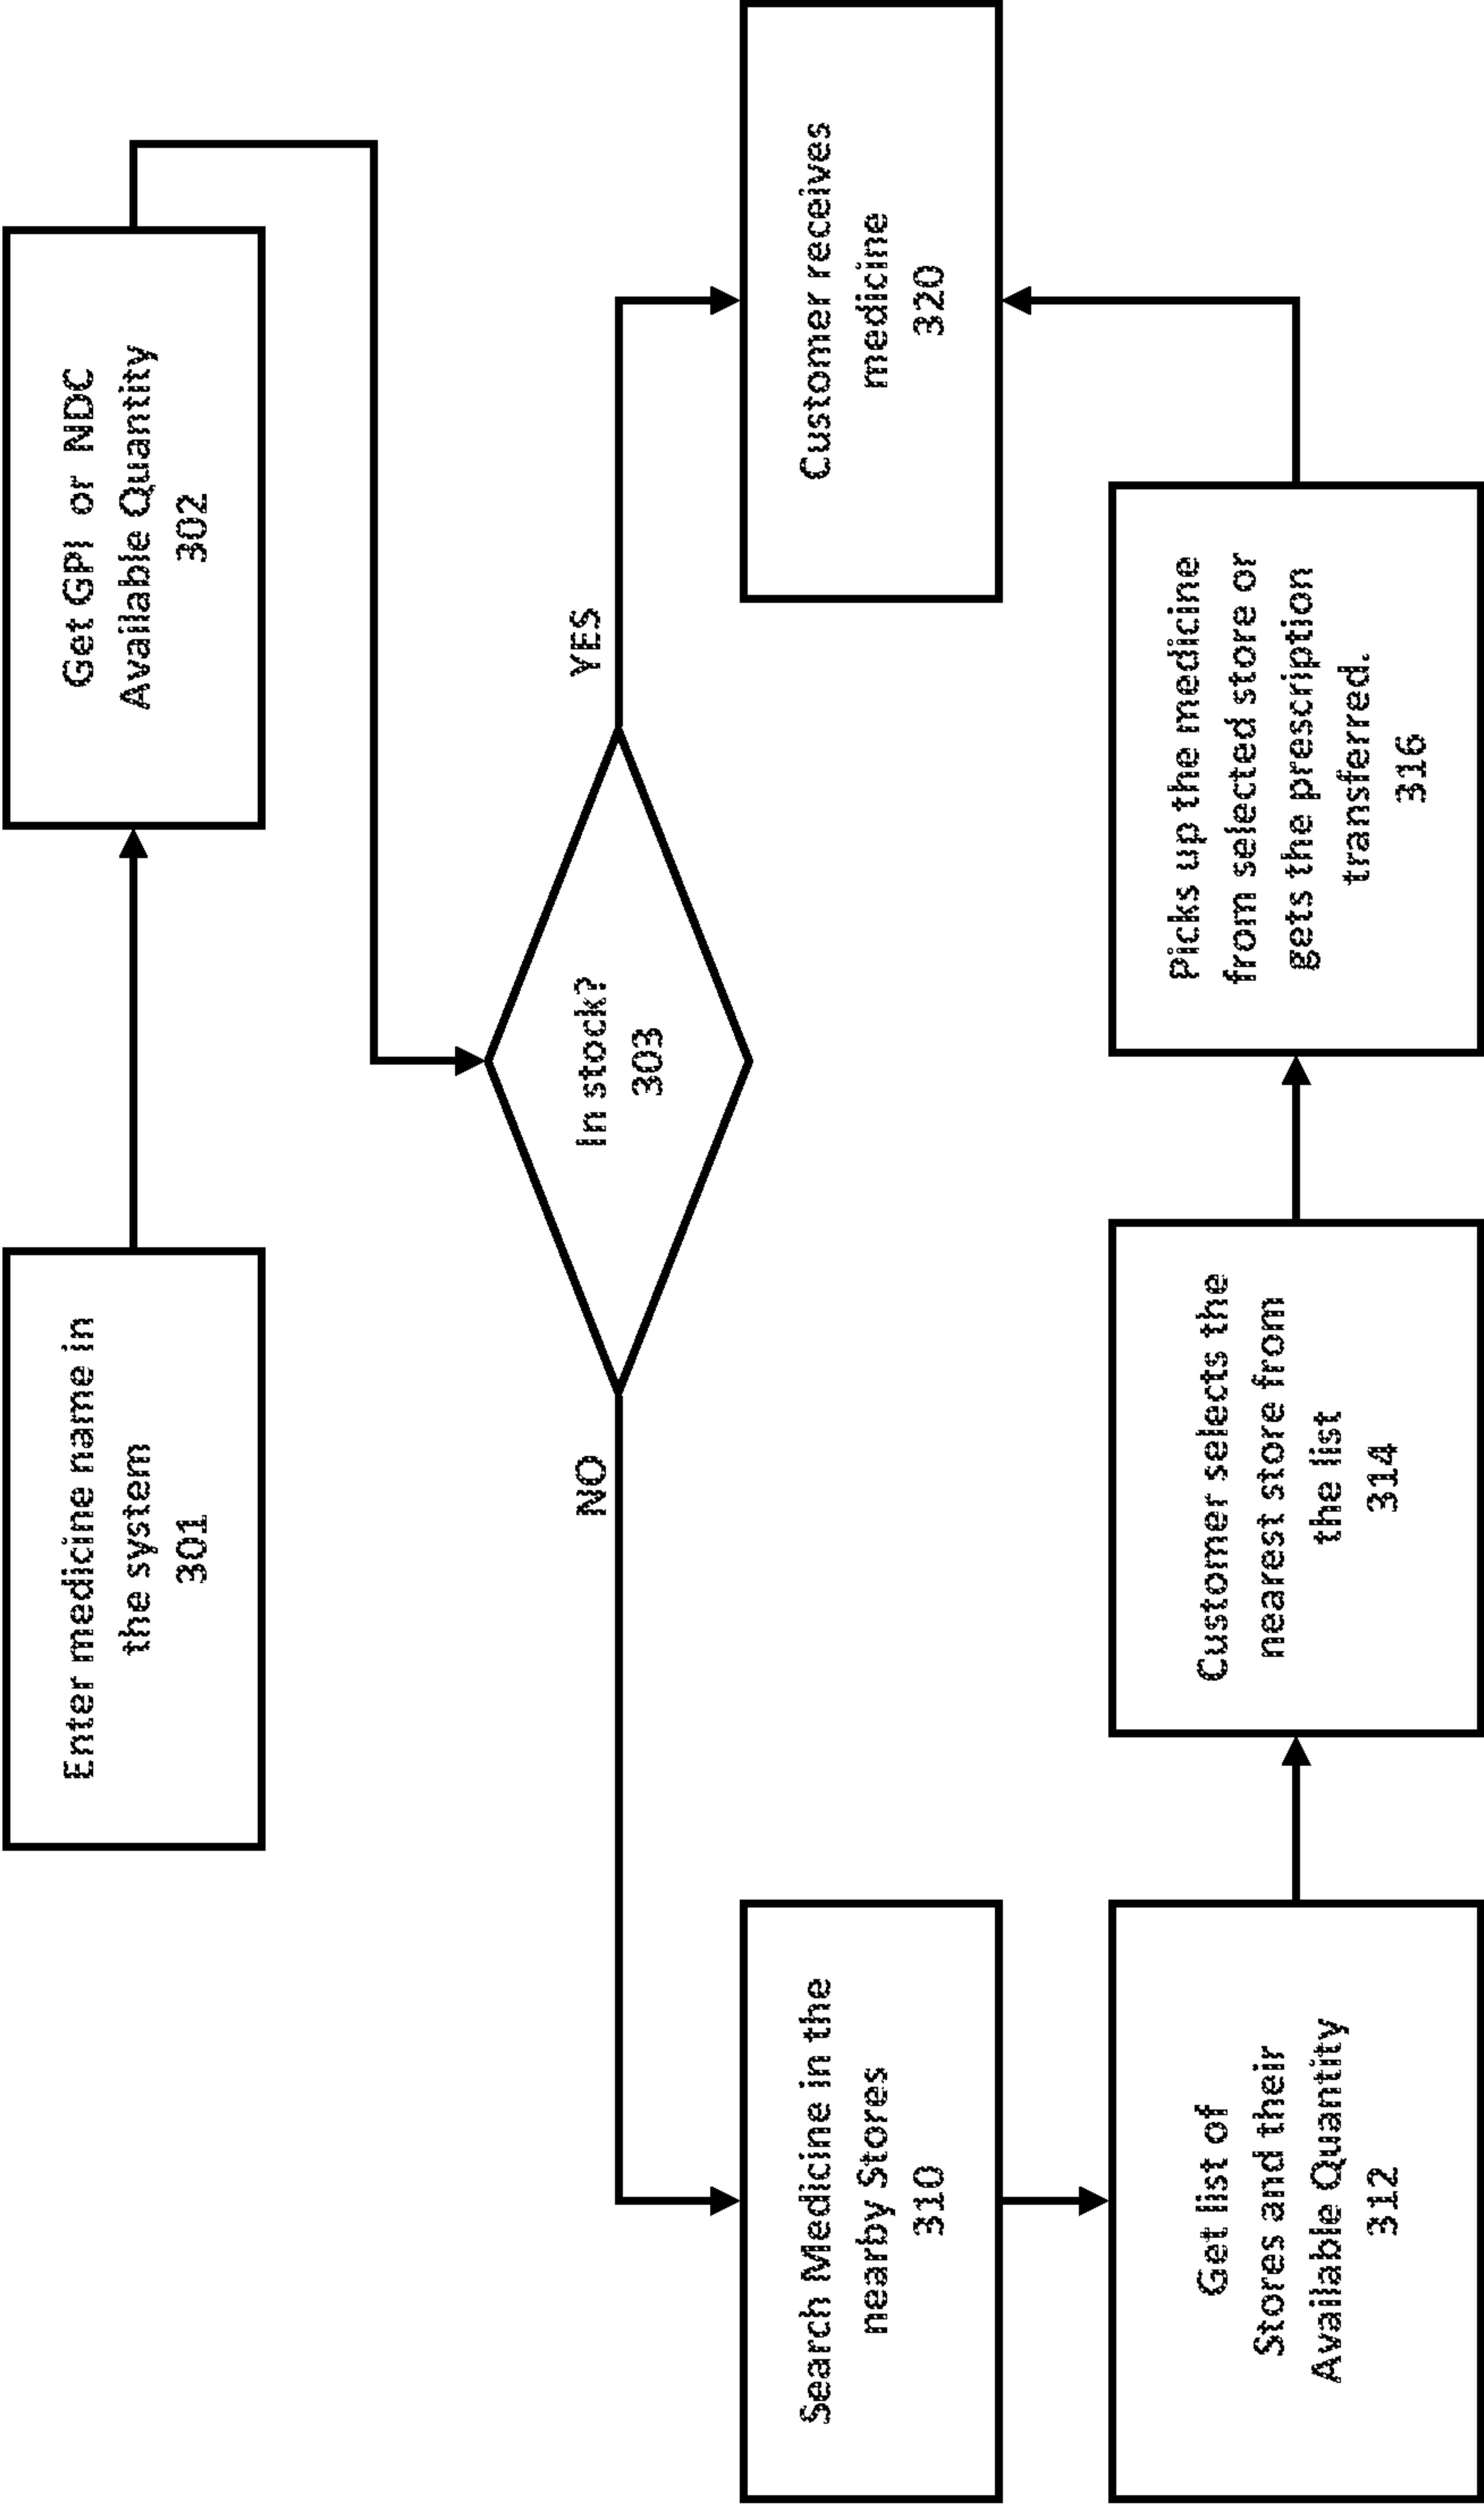 Enter medicine name in
the system
301
Get GPI or NDC
Available Quantity
302
In stock?
303
NO
YES
Search Medicine in the
nearby Stores
310
Customer receives
medicine
320
Get list of
Stores and their
Available Quantity
312
Customer selects the
nearest store from
the list
314
Picks up the medicine
from selected store or
gets the prescription
transferred.
316